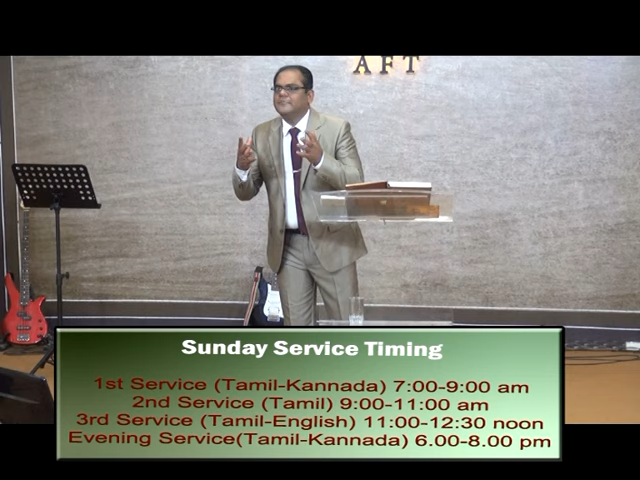 AFT
Sunday Service Timing
1st Service (Tamil-Kannada) 7:00-9:00 am
2nd Service (Tamil) 9:00-11:00 am
3rd Service (Tamil-English) 11:00-12:30 noon
Evening Service(Tamil-Kannada) 6.00-8.00 pm